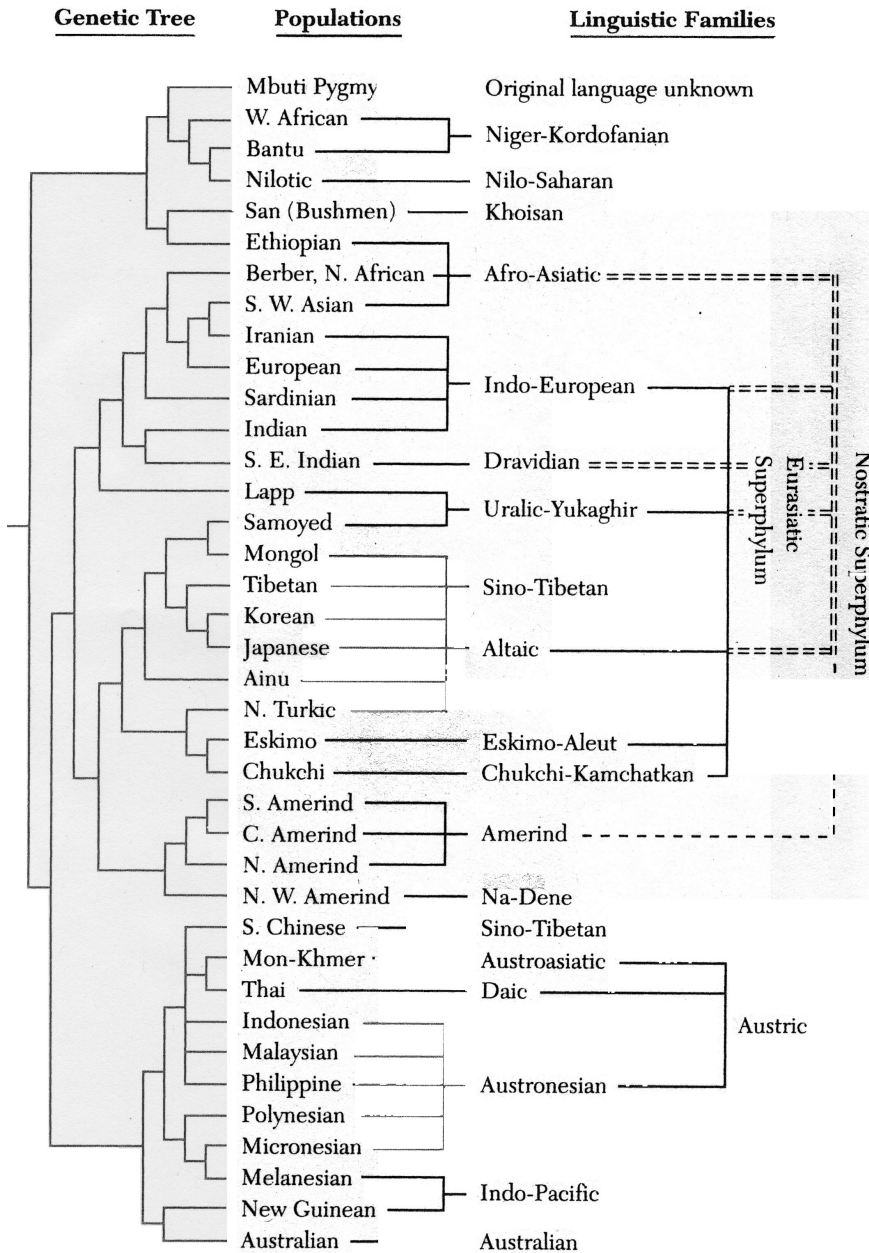 Genetic Tree Populations Linguistic Families
Mbuti Pygmy Original language unknown
W. African
Niger-Kordofanian
Bantu
Nilotic Nilo-Saharan
San (Bushmen) Khoisan
Ethiopian
Berber, N. African Afro-Asiatic
S. W. Asian
Iranian
European
Indo-European
Sardinian
Indian
S. E. Indian Dravidian
Lapp
Uralic-Yukaghir
Samoyed
Mongol
Tibetan Sino-Tibetan
Korean
Japanese Altaic
Ainu
N. Turkic
Eskimo Eskimo-Aleut
Chukchi Chukchi-Kamchatkan
S. Amerind
C. Amerind Amerind
N. Amerind
N. W. Amerind Na-Dene
S. Chinese Sino-Tibetan
Mon-Khmer Austroasiatic
Thai Daic
Indonesian
Austric
Malaysian
Philippine Austronesian
Polynesian
Micronesian
Melanesian
Indo-Pacific
New Guinean
Australian Australian
Eurasiatic
Superphylum
Nostratic Superphylum